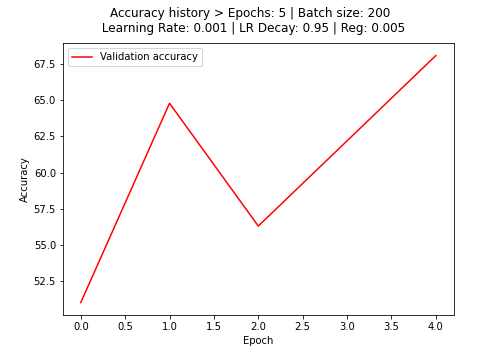 Accuracy history > Epochs: 5 | Batch size: 200
Learning Rate: 0.001 | LR Decay: 0.95 | Reg: 0.005
Validation accuracy
67.5
65.0
62.5
60.0
57.5
55.0
52.5
Accuracy
0.0 0.5 1.0 1.5 2.0 2.5 3.0 3.5 4.0
Epoch